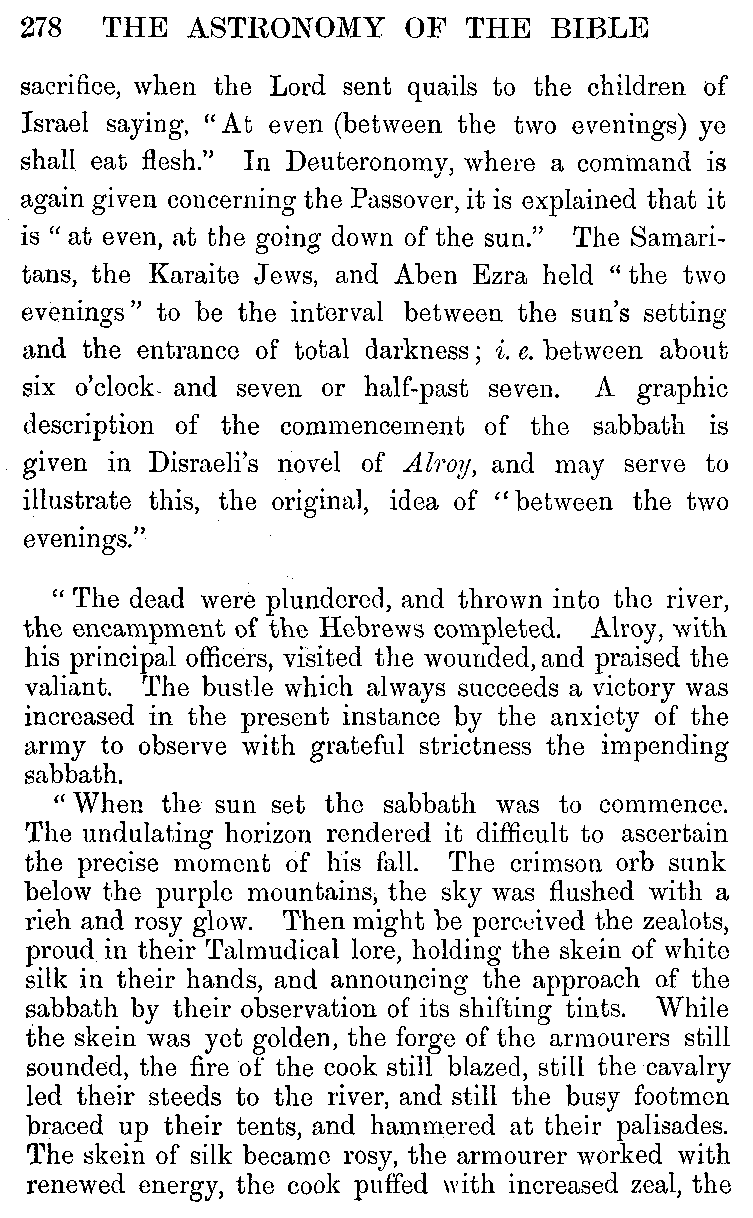 278 THE ASTRONOMY OF THE BIBLE
sacrifice, when the Lord sent quails to the children of
Israel saying, “At even (between the two evenings) ye
shall eat flesh.” In Deuteronomy, where a command is
again given concerning the Passover, it is explained that it
is “at even, at the going down of the sun.” The Samari-
tans, the Karaite Jews, and Aben Ezra held “the two
evenings” to be the interval between the sun’s setting
and the entrance of total darkness; i. e. between about
six o’clock and seven or half-past seven. A graphic
description of the commencement of the sabbath is
given in Disraeli’s novel of Alroy, and may serve to
illustrate this, the original, idea of “between the two
evenings.”
“The dead were plundered, and thrown into the river,
the encampment of the Hebrews completed. Alroy, with
his principal officers, visited the wounded, and praised the
valiant. The bustle which always succeeds a victory was
increased in the present instance by the anxiety of the
army to observe with grateful strictness the impending
sabbath.
“When the sun set the sabbath was to commence.
The undulating horizon rendered it difficult to ascertain
the precise moment of his fall. The crimson orb sunk
below the purple mountains, the sky was flushed with a
rich and rosy glow. Then might be perceived the zealots,
proud in their Talmudical lore, holding the skein of white
silk in their hands, and announcing the approach of the
sabbath by their observation of its shifting tints. While
the skein was yet golden, the forge of the armourers still
sounded, the fire of the cook still blazed, still the cavalry
led their steeds to the river, and still the busy footmen
braced up their tents, and hammered at their palisades.
The skein of silk became rosy, the armourer worked with
renewed energy, the cook puffed with increased zeal, the